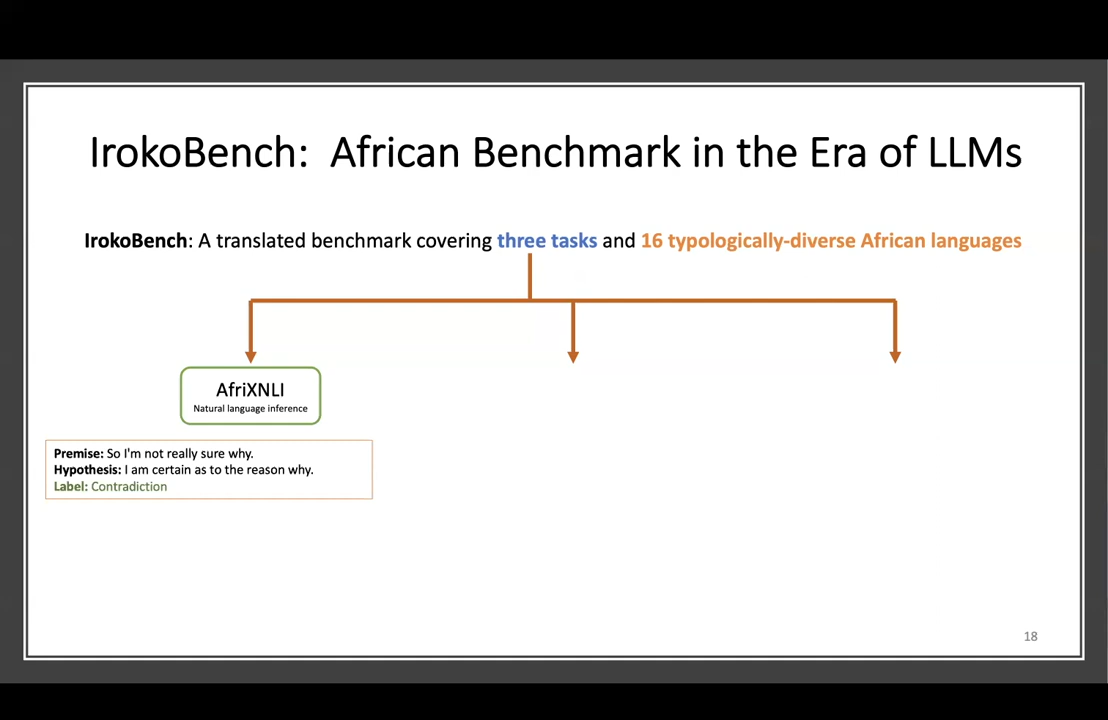 IrokoBench: African Benchmark in the Era of LLMs
IrokoBench: A translated benchmark covering three tasks and 16 typologically-diverse African languages
AfriXNLI
Natural language inference
Premise: So I'm not really sure why.
Hypothesis: I am certain as to the reason why.
Label: Contradiction
18